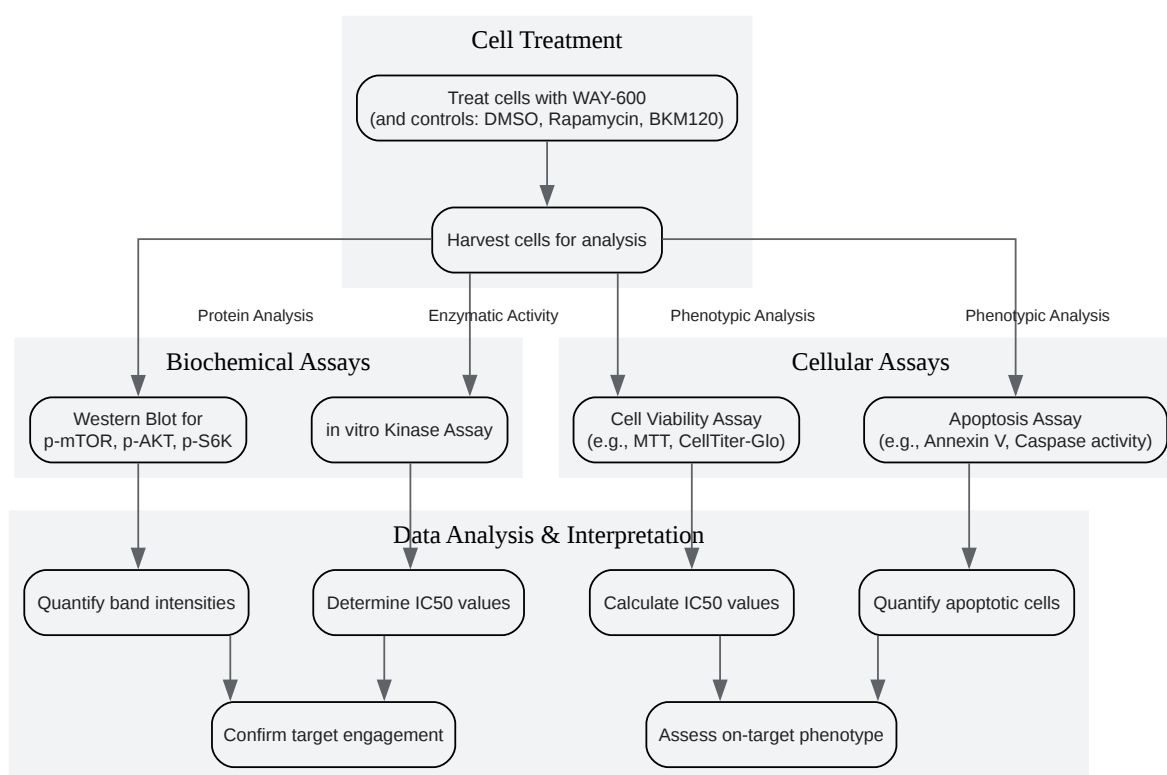 Cell Treatment
Treat cells with WAY-600
(and controls: DMSO, Rapamycin, BKM120)
Harvest cells for analysis
Protein Analysis
Enzymatic Activity
Phenotypic Analysis
Phenotypic Analysis
Biochemical Assays
Cellular Assays
Western Blot for
p-mTOR, p-AKT, p-S6K
in vitro Kinase Assay
Cell Viability Assay
(e.g., MTT, CellTiter-Glo)
Apoptosis Assay
(e.g., Annexin V, Caspase activity)
Data Analysis & Interpretation
Quantify band intensities
Determine IC50 values
Calculate IC50 values
Quantify apoptotic cells
Confirm target engagement
Assess on-target phenotype